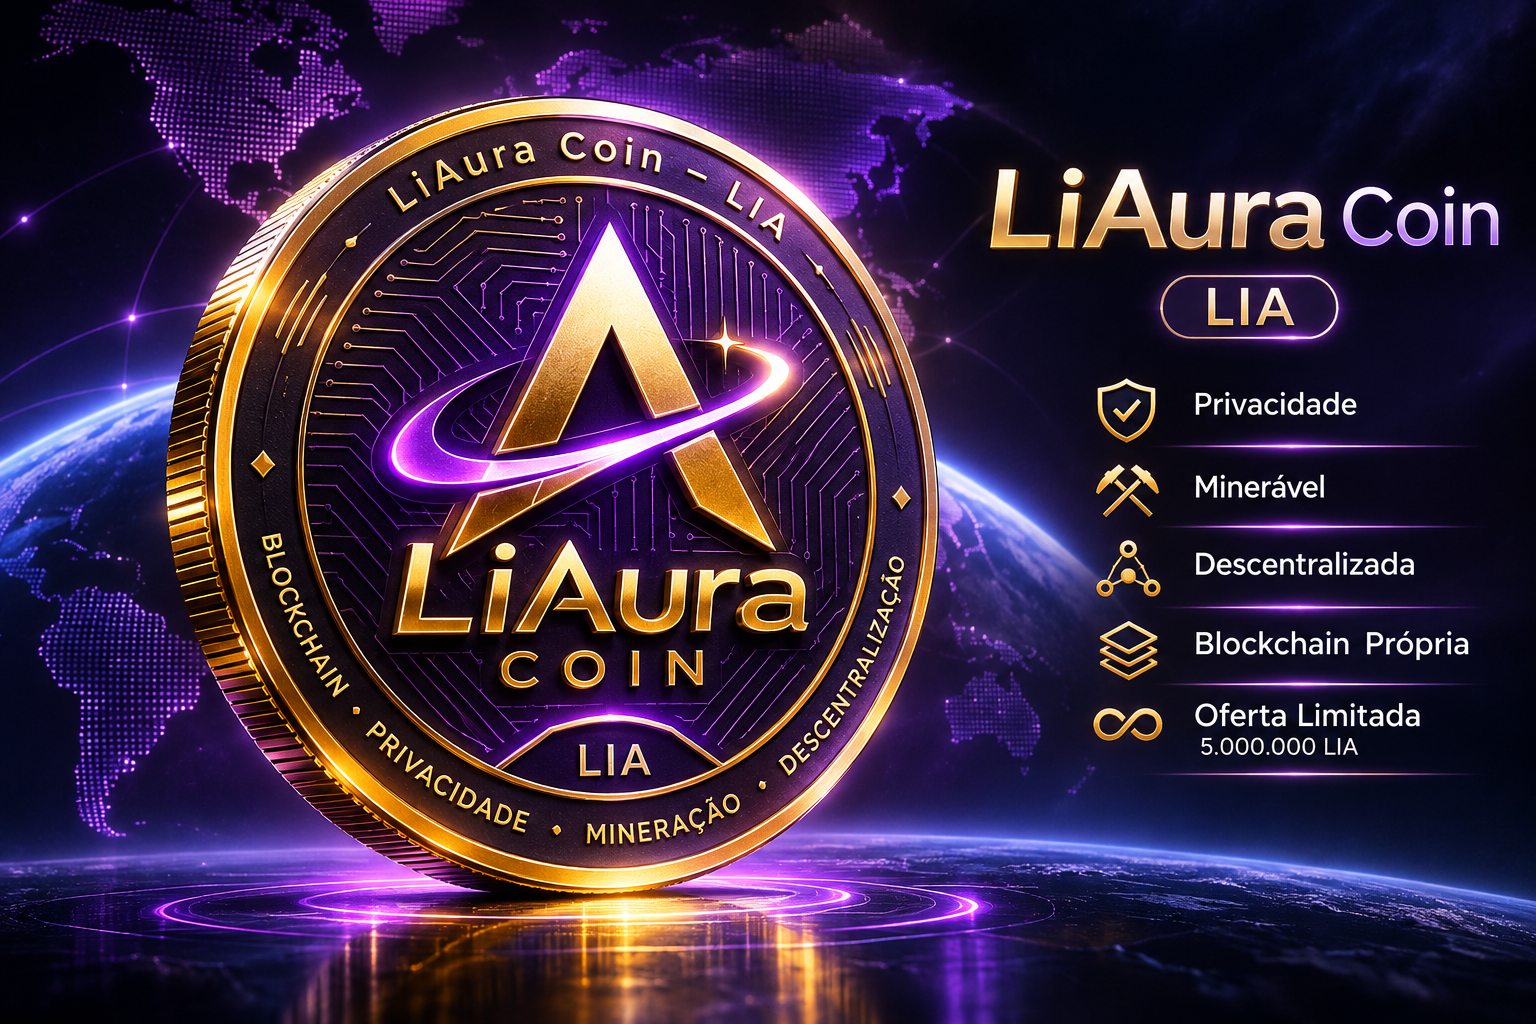 LiAura Coin – LIA
LiAura
COIN
LIA
BLOCKCHAIN • PRIVACIDADE • MINERAÇÃO • DESCENTRALIZAÇÃO
LiAura Coin
LIA
Privacidade
Minerável
Descentralizada
Blockchain Própria
Oferta Limitada
5.000.000 LIA